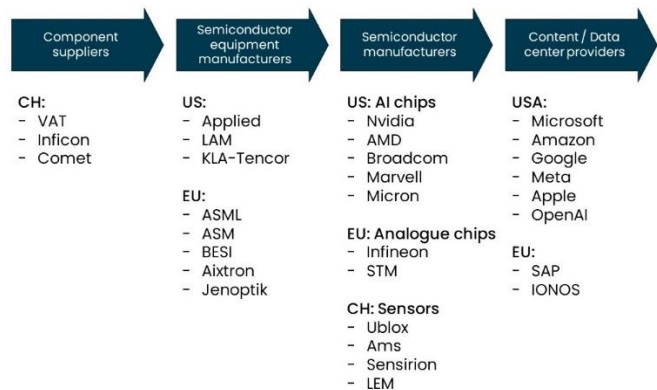 Component
suppliers
Semiconductor
equipment
manufacturers
Semiconductor
manufacturers
Content / Data
center providers
CH:
- VAT
- Inficon
- Comet
US:
- Applied
- LAM
- KLA-Tencor
EU:
- ASML
- ASM
- BESI
- Aixtron
- Jenoptik
US: AI chips
- Nvidia
- AMD
- Broadcom
- Marvell
- Micron
EU: Analogue chips
- Infineon
- STM
CH: Sensors
- Ublox
- Ams
- Sensirion
- LEM
USA:
- Microsoft
- Amazon
- Google
- Meta
- Apple
- OpenAI
EU:
- SAP
- IONOS